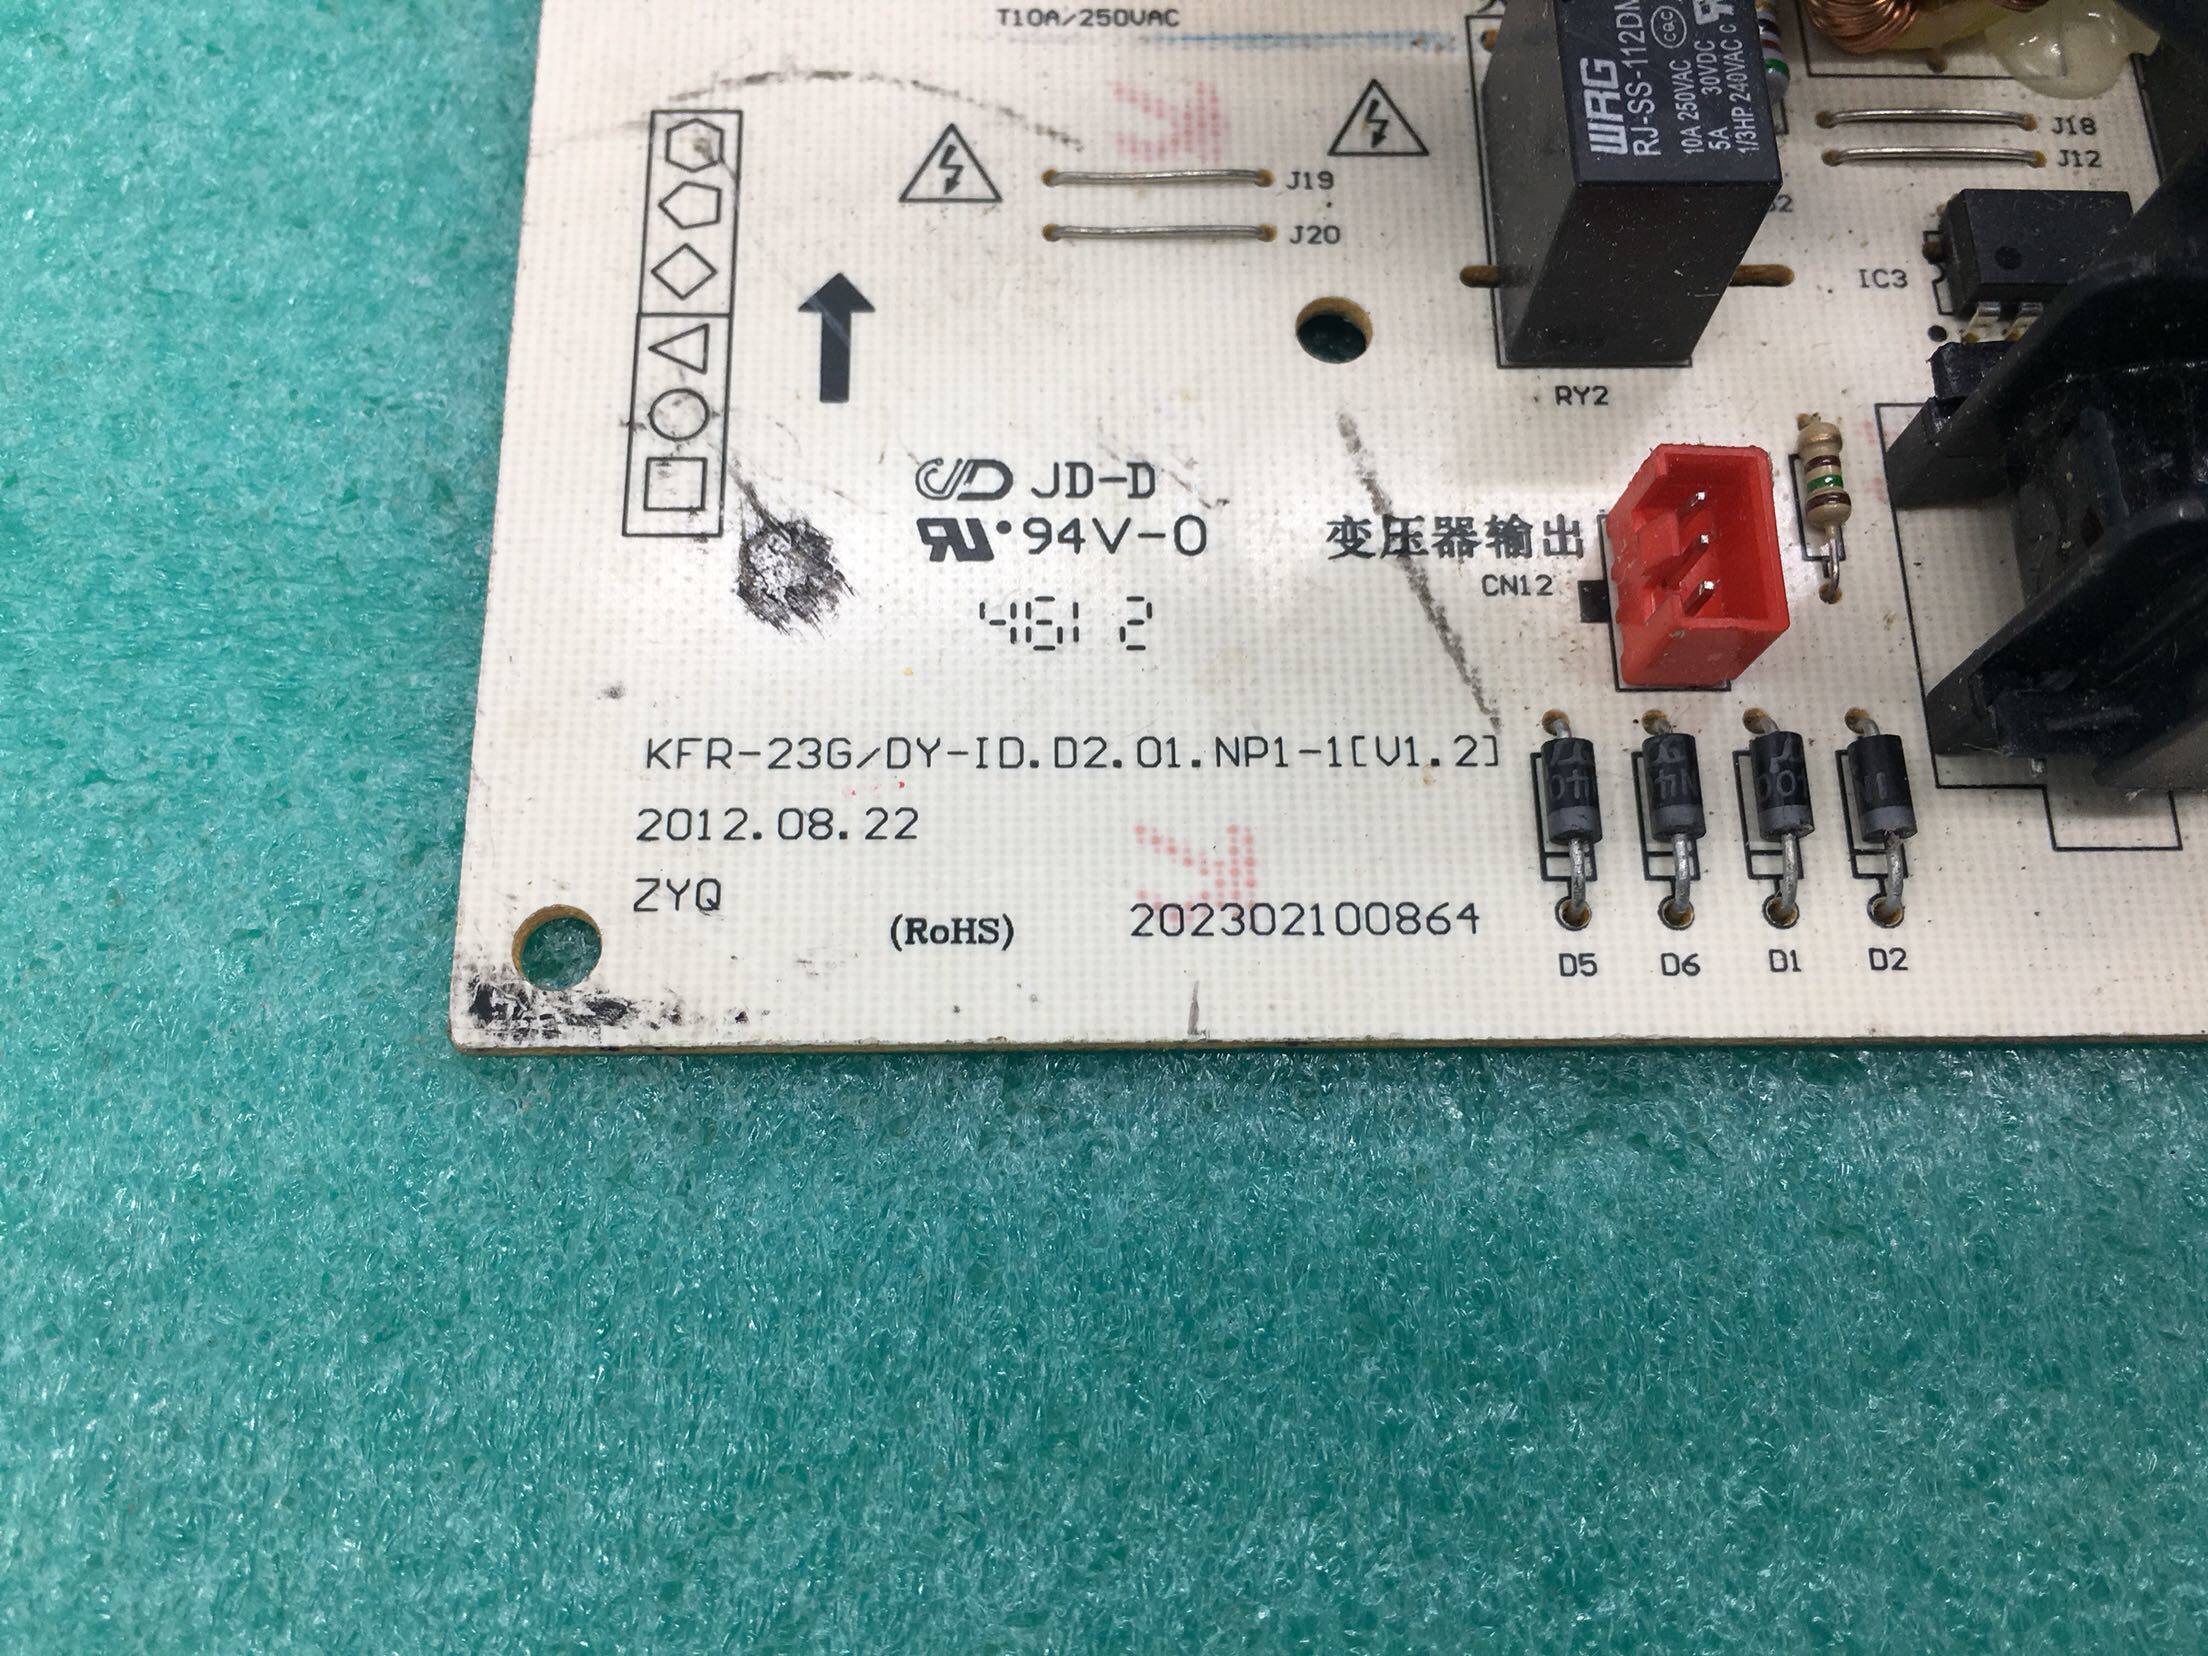 T10A/250VAC
WRG
RJ-SS-112DM
10A 250VAC
5A 30VDC
1/3HP 240VAC
CQC
J18
J12
J19
J20
IC3
RY2
JD-D
94V-0
变压器输出
CN12
4612
KFR-23G/DY-ID.D2.01.NP1-1[V1.2]
2012.08.22
ZYQ
(RoHS)
202302100864
D5
D6
D1
D2